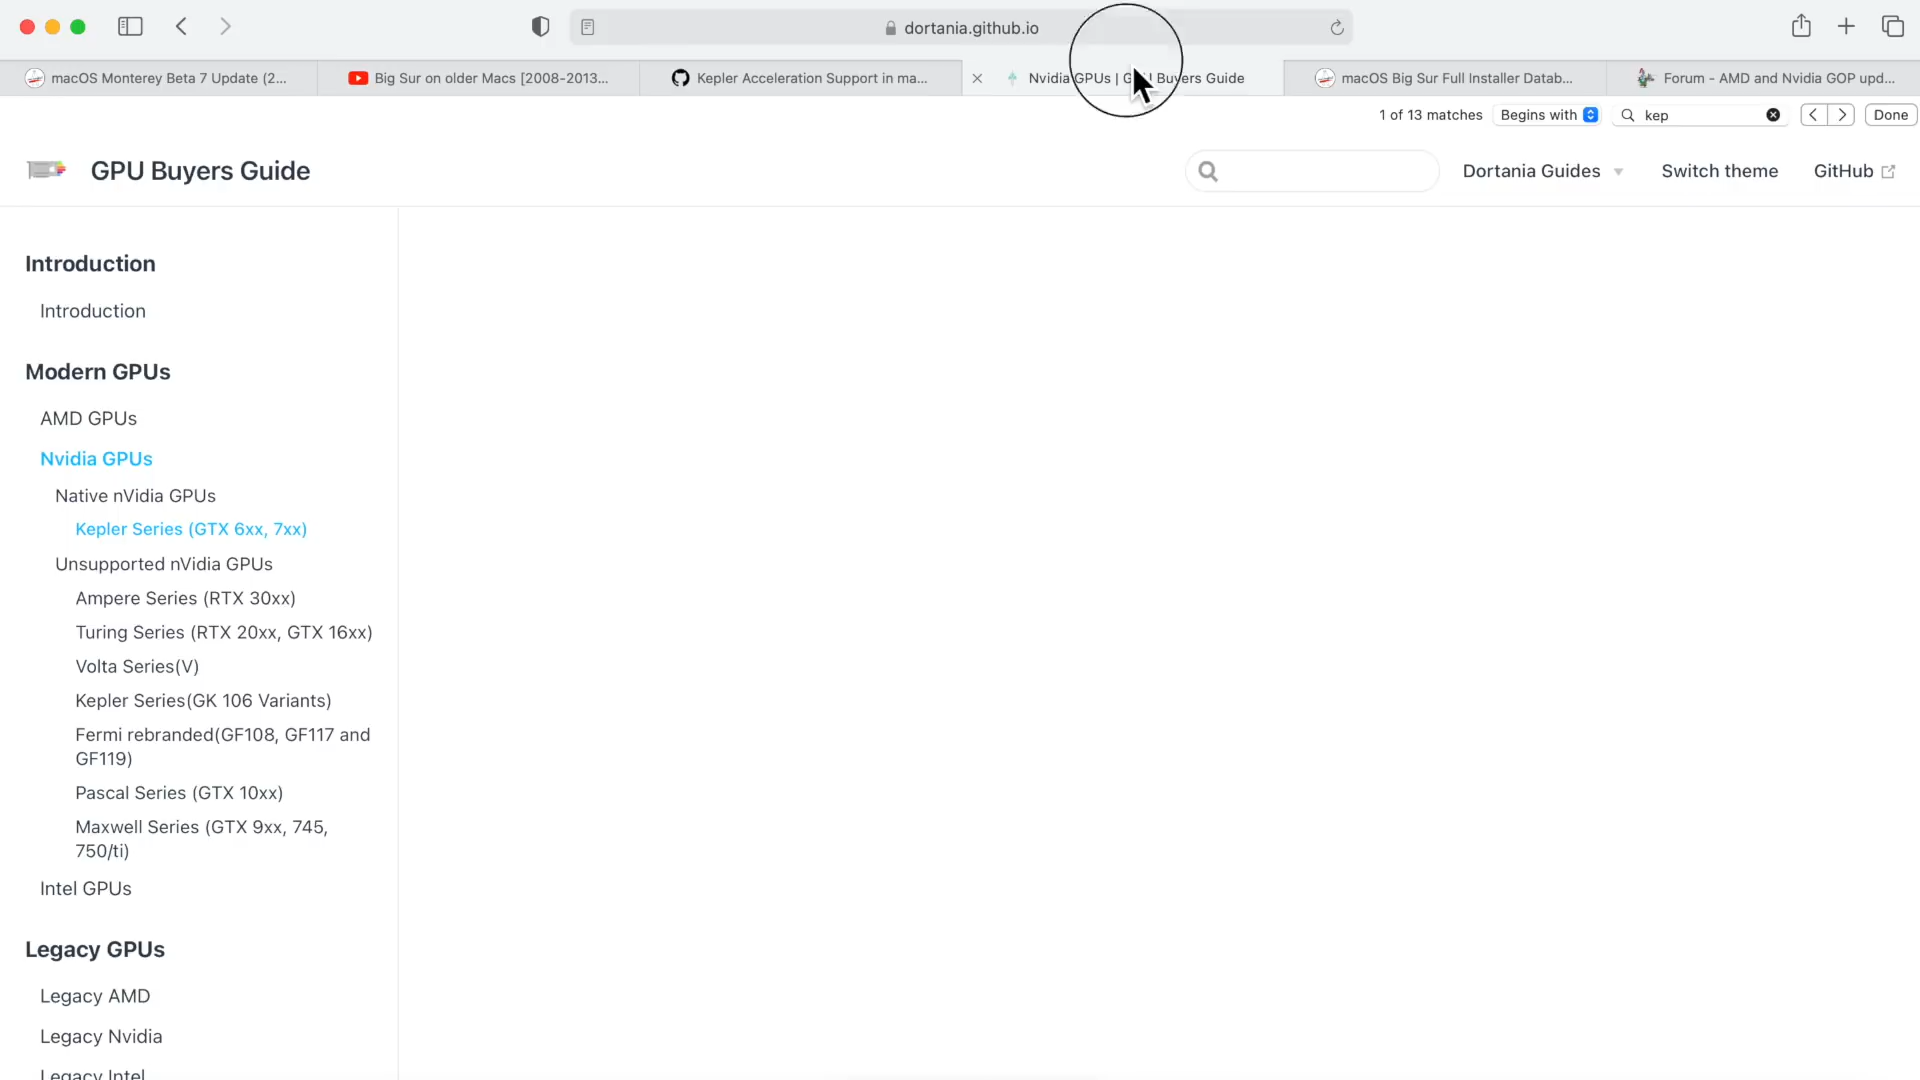 dortania.github.io
macOS Monterey Beta 7 Update (2...
Big Sur on older Macs [2008-2013...
Kepler Acceleration Support in ma...
Nvidia GPUs | GPU Buyers Guide
macOS Big Sur Full Installer Datab...
Forum - AMD and Nvidia GOP upd...
1 of 13 matches
Begins with
kep
Done
GPU Buyers Guide
Dortania Guides
Switch theme
GitHub
Introduction
Introduction
Modern GPUs
AMD GPUs
Nvidia GPUs
Native nVidia GPUs
Kepler Series (GTX 6xx, 7xx)
Unsupported nVidia GPUs
Ampere Series (RTX 30xx)
Turing Series (RTX 20xx, GTX 16xx)
Volta Series(V)
Kepler Series(GK 106 Variants)
Fermi rebranded(GF108, GF117 and
GF119)
Pascal Series (GTX 10xx)
Maxwell Series (GTX 9xx, 745,
750/ti)
Intel GPUs
Legacy GPUs
Legacy AMD
Legacy Nvidia
Legacy Intel